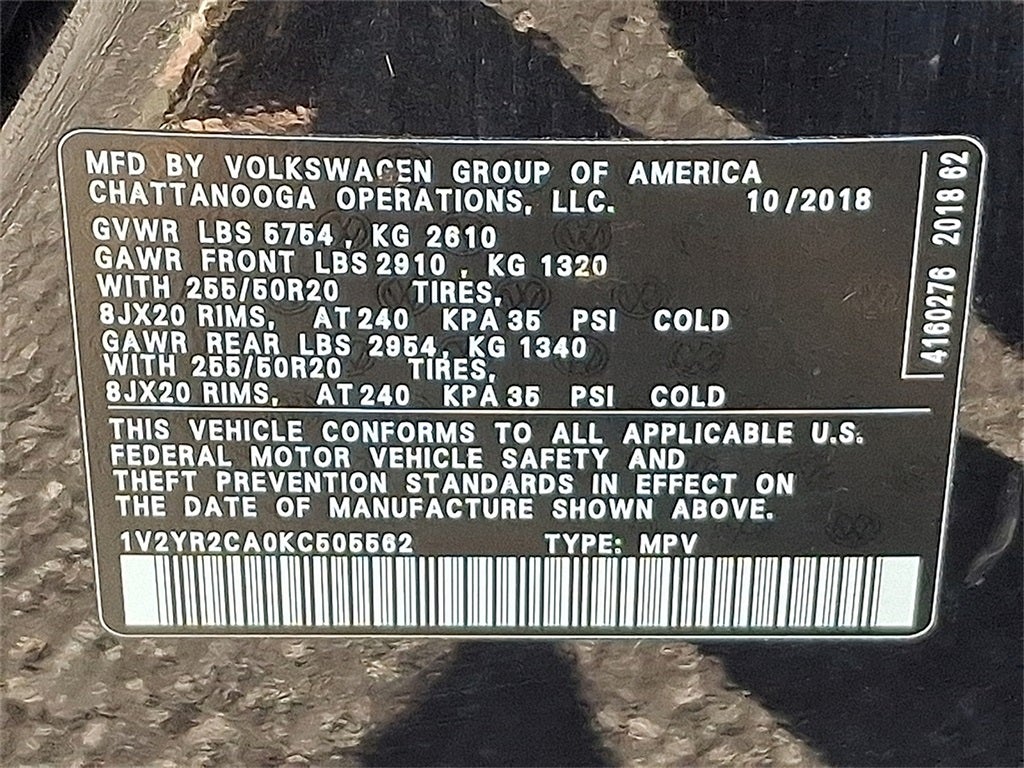 MFD BY VOLKSWAGEN GROUP OF AMERICA
CHATTANOOGA OPERATIONS, LLC. 10/2018
GVWR LBS 5754, KG 2610
GAWR FRONT LBS 2910, KG 1320
WITH 255/50R20 TIRES,
8JX20 RIMS, AT 240 KPA 35 PSI COLD
GAWR REAR LBS 2954, KG 1340
WITH 255/50R20 TIRES,
8JX20 RIMS, AT 240 KPA 35 PSI COLD
THIS VEHICLE CONFORMS TO ALL APPLICABLE U.S.
FEDERAL MOTOR VEHICLE SAFETY AND
THEFT PREVENTION STANDARDS IN EFFECT ON
THE DATE OF MANUFACTURE SHOWN ABOVE.
1V2YR2CA0KC505562 TYPE: MPV
4160276 2018 62